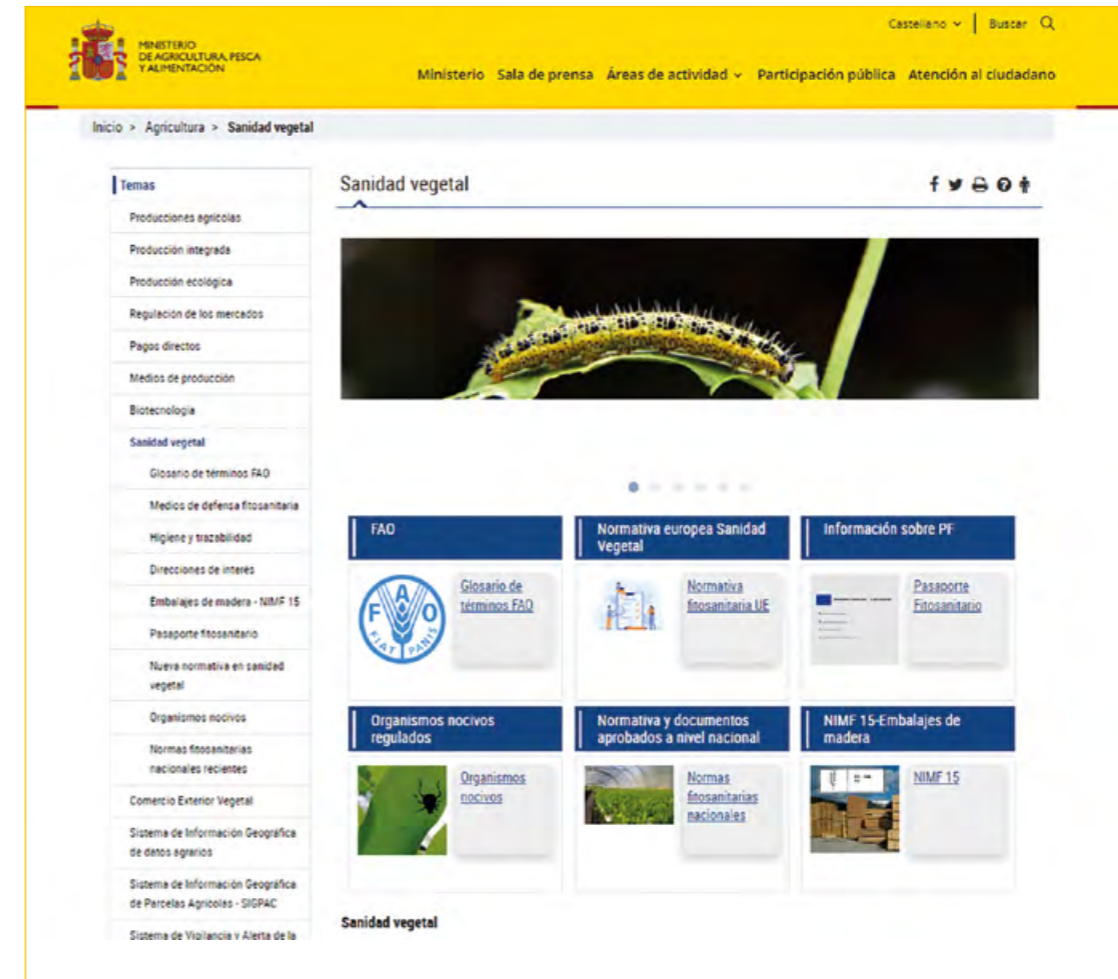 Castellano
Buscar
MINISTERIO
DE AGRICULTURA, PESCA
Y ALIMENTACIÓN
Ministerio Sala de prensa Áreas de actividad Participación pública Atención al ciudadano
Inicio > Agricultura > Sanidad vegetal
Temas
Producciones agrícolas
Producción integrada
Producción ecológica
Regulación de los mercados
Pagos directos
Medios de producción
Biotecnología
Sanidad vegetal
Glosario de términos FAO
Medios de defensa fitosanitaria
Higiene y trazabilidad
Direcciones de interés
Embalajes de madera - NIMF 15
Pasaporte fitosanitario
Nueva normativa en sanidad
vegetal
Organismos nocivos
Normas fitosanitarias
nacionales recientes
Comercio Exterior Vegetal
Sistema de Información Geográfica
de datos agrarios
Sistema de Información Geográfica
de Parcelas Agrícolas - SIGPAC
Sistema de Vigilancia y Alerta de la
Sanidad vegetal
FAO
FAO
FIAT PANIS
Glosario de
términos FAO
Normativa europea Sanidad
Vegetal
Normativa
fitosanitaria UE
Información sobre PF
Pasaporte
Fitosanitario
Organismos nocivos
regulados
Organismos
nocivos
Normativa y documentos
aprobados a nivel nacional
Normas
fitosanitarias
nacionales
NIMF 15-Embalajes de
madera
NIMF 15
Sanidad vegetal